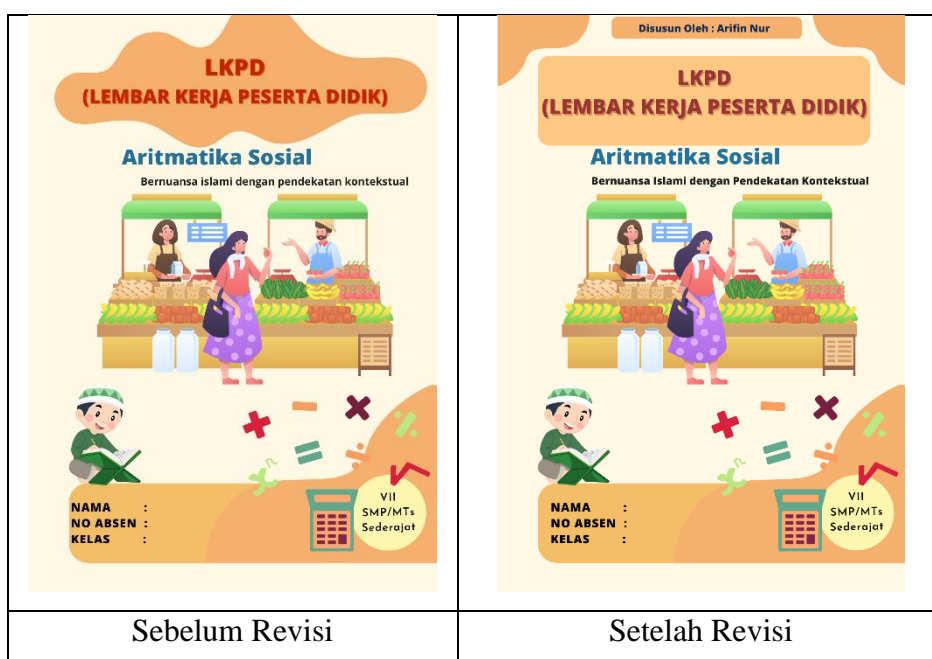 LKPD
(LEMBAR KERJA PESERTA DIDIK)
Aritmatika Sosial
Bernuansa islami dengan pendekatan kontekstual
n
NAMA :
NO ABSEN :
KELAS :
VII
SMP/MTs
Sederajat
Sebelum Revisi
Disusun Oleh : Arifin Nur
LKPD
(LEMBAR KERJA PESERTA DIDIK)
Aritmatika Sosial
Bernuansa Islami dengan Pendekatan Kontekstual
n
NAMA :
NO ABSEN :
KELAS :
VII
SMP/MTs
Sederajat
Setelah Revisi